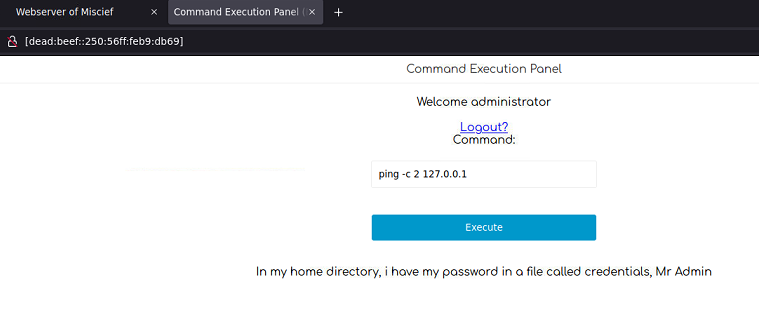 Webserver of Miscief
Command Execution Panel (
[dead:beef::250:56ff:feb9:db69]
Command Execution Panel
Welcome administrator
Logout?
Command:
ping -c 2 127.0.0.1
Execute
In my home directory, i have my password in a file called credentials, Mr Admin